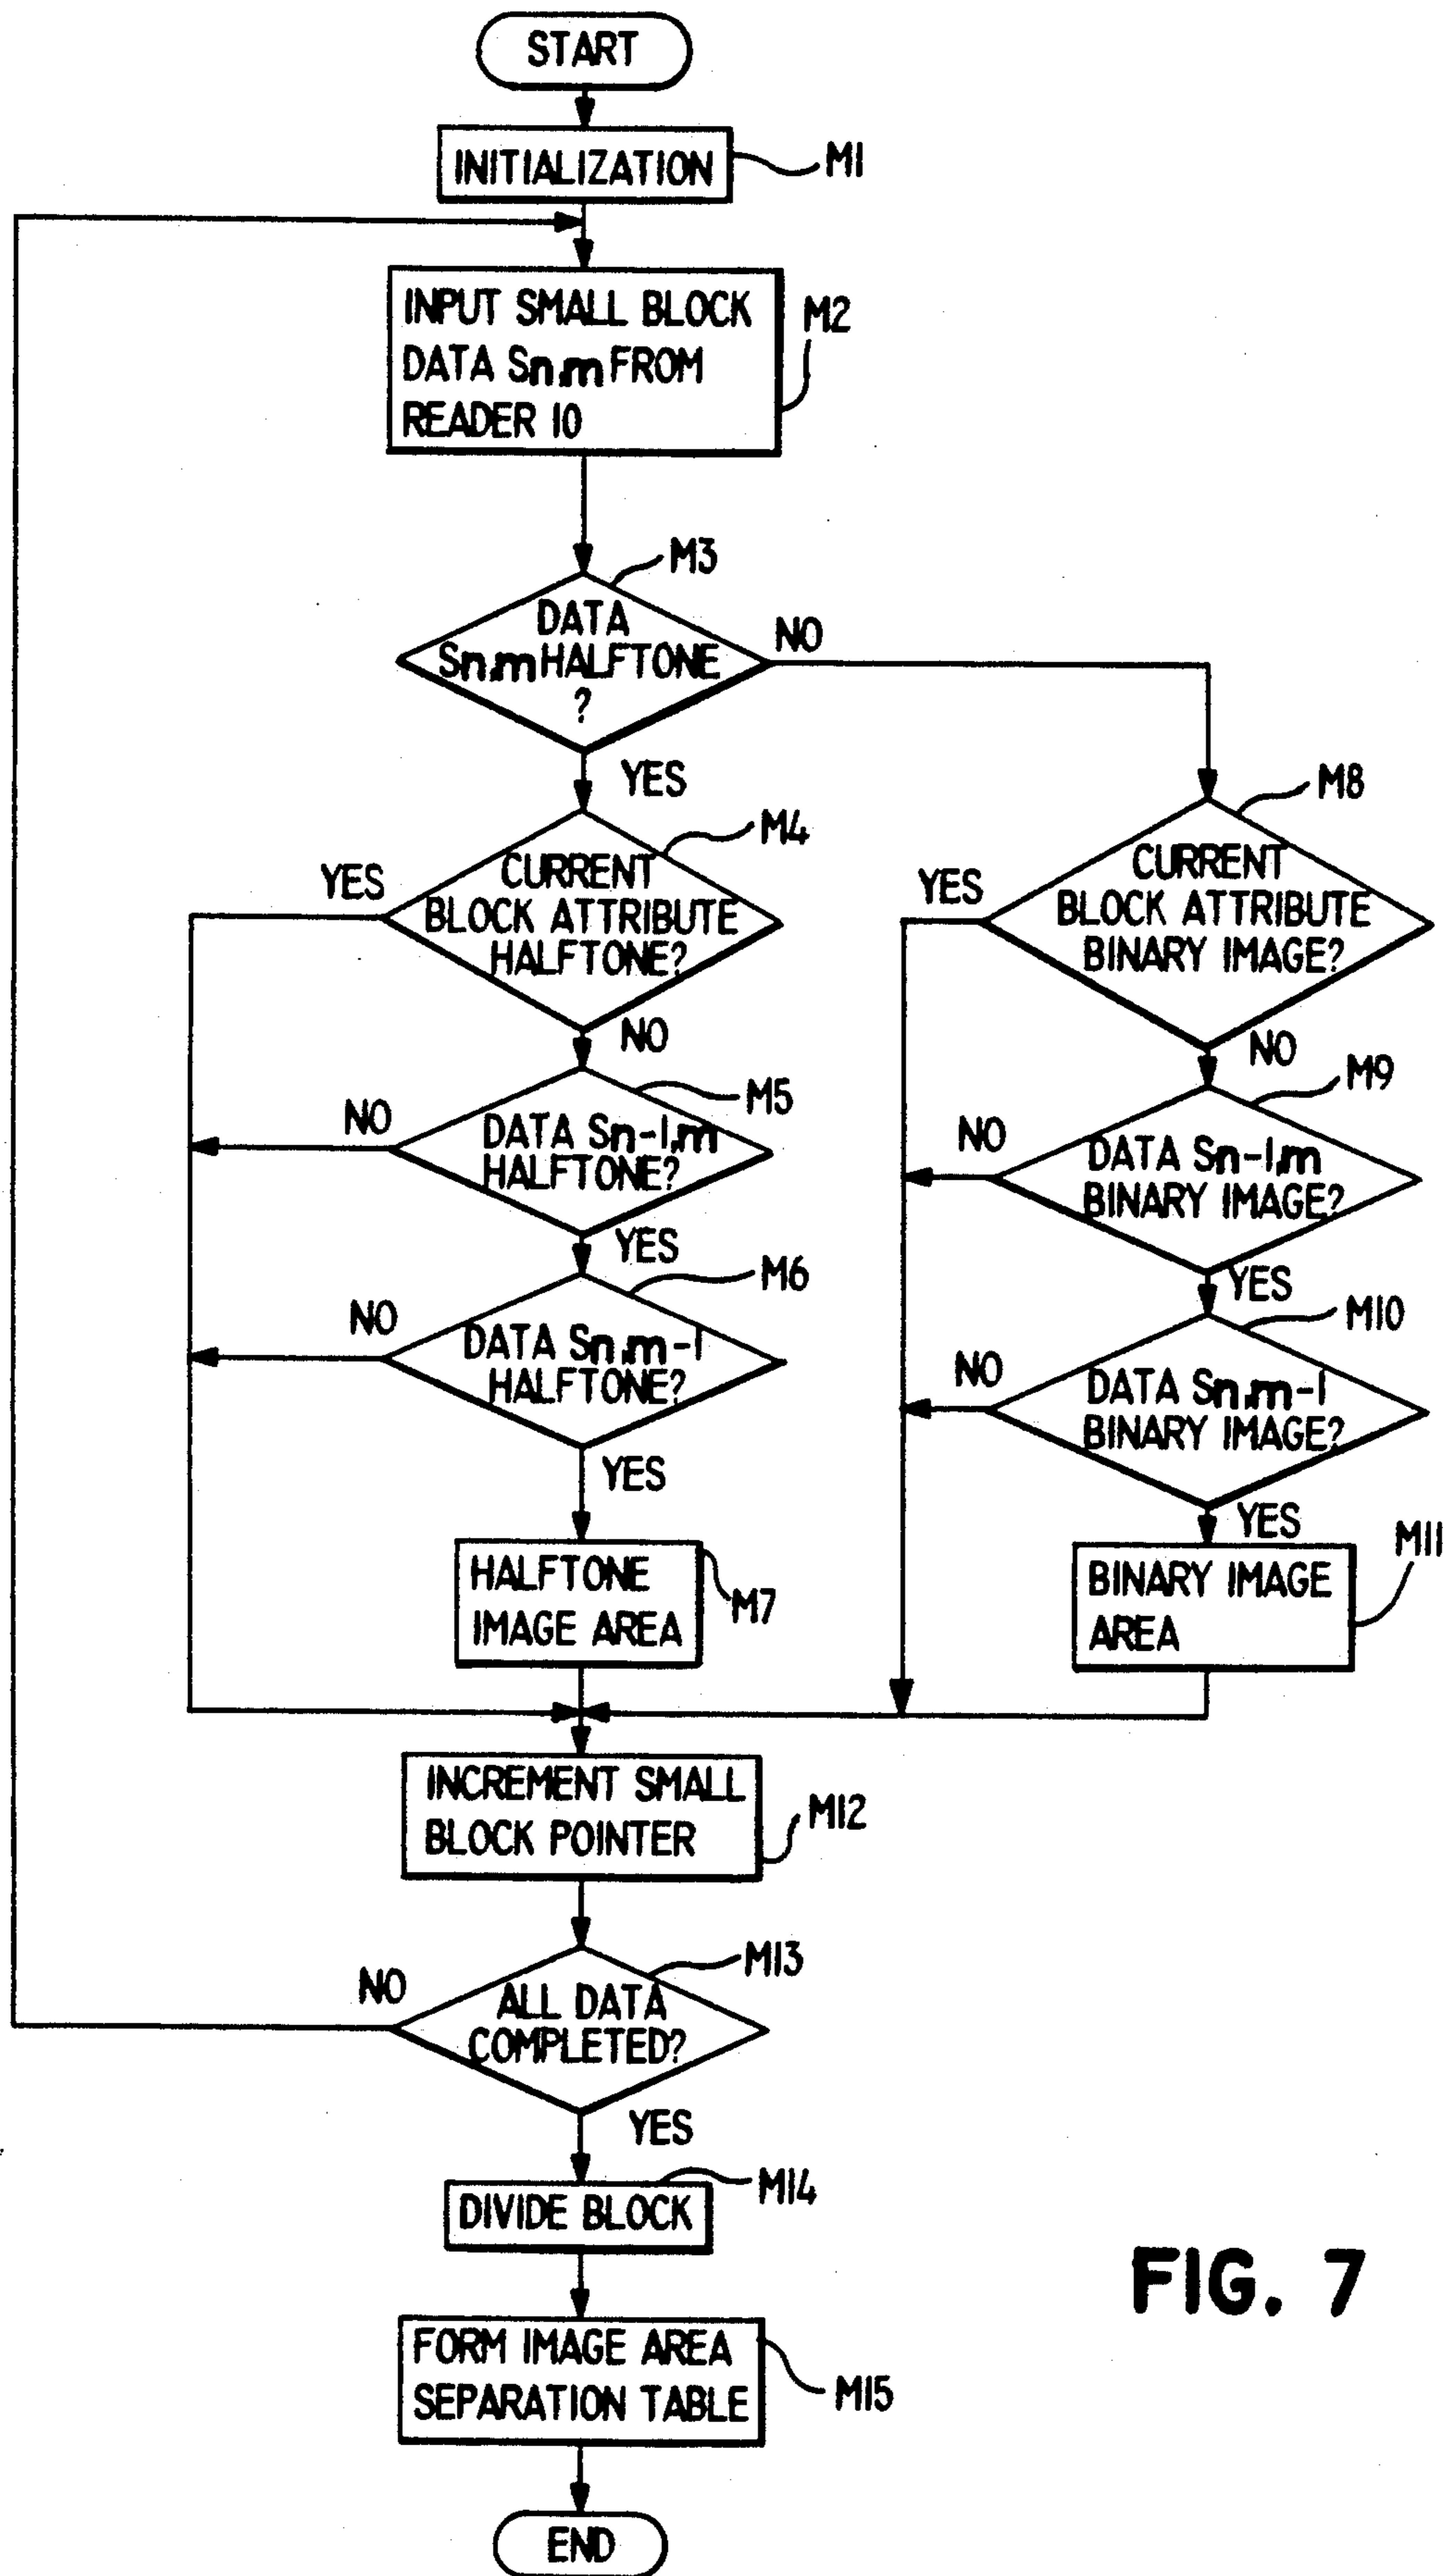 START
INITIALIZATION
M1
INPUT SMALL BLOCK
DATA Sn,m FROM
READER 10
M2
M3
DATA
Sn,m HALFTONE
?
NO
YES
M4
CURRENT
BLOCK ATTRIBUTE
HALFTONE?
YES
NO
M8
CURRENT
BLOCK ATTRIBUTE
BINARY IMAGE?
YES
NO
M5
DATA Sn-1,m
HALFTONE?
NO
YES
M9
DATA Sn-1,m
BINARY IMAGE?
NO
YES
M6
DATA Sn,m-1
HALFTONE?
NO
YES
M10
DATA Sn,m-1
BINARY IMAGE?
NO
YES
HALFTONE
IMAGE AREA
M7
BINARY IMAGE
AREA
M11
INCREMENT SMALL
BLOCK POINTER
M12
M13
ALL DATA
COMPLETED?
NO
YES
DIVIDE BLOCK
M14
FORM IMAGE AREA
SEPARATION TABLE
M15
END
FIG. 7